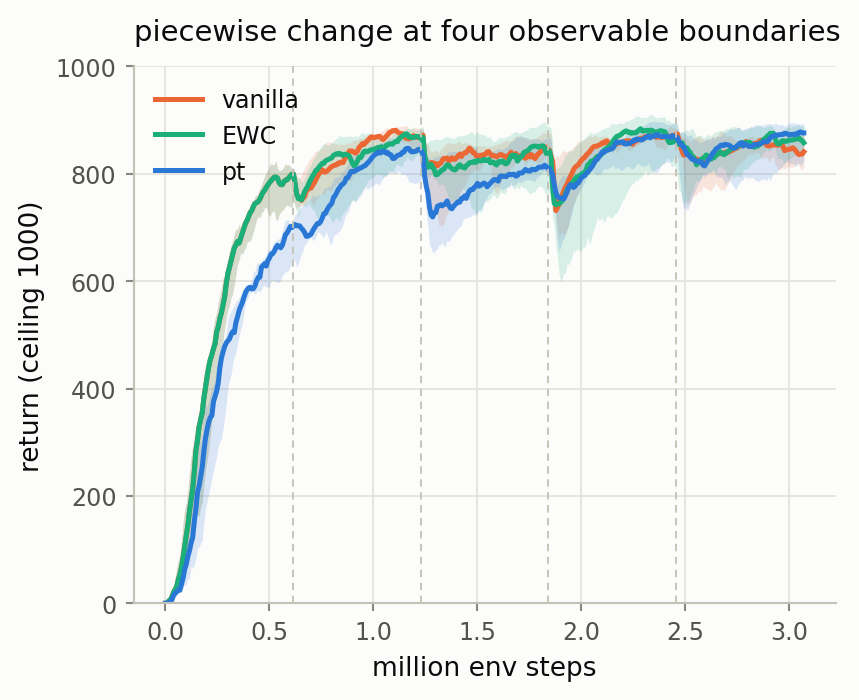 piecewise change at four observable boundaries
return (ceiling 1000)
1000
800
600
400
200
0
vanilla
EWC
pt
0.0 0.5 1.0 1.5 2.0 2.5 3.0
million env steps